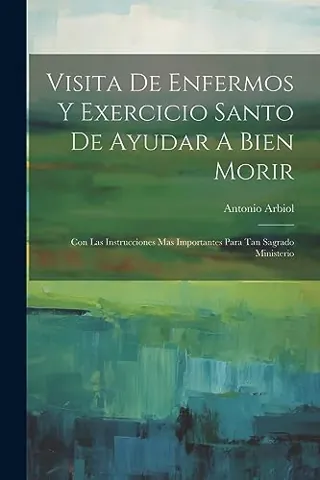 Visita De Enfermos
Y Exercicio Santo
De Ayudar A Bien
Morir
Antonio Arbiol
Con Las Instrucciones Mas Importantes Para Tan Sagrado
Ministerio